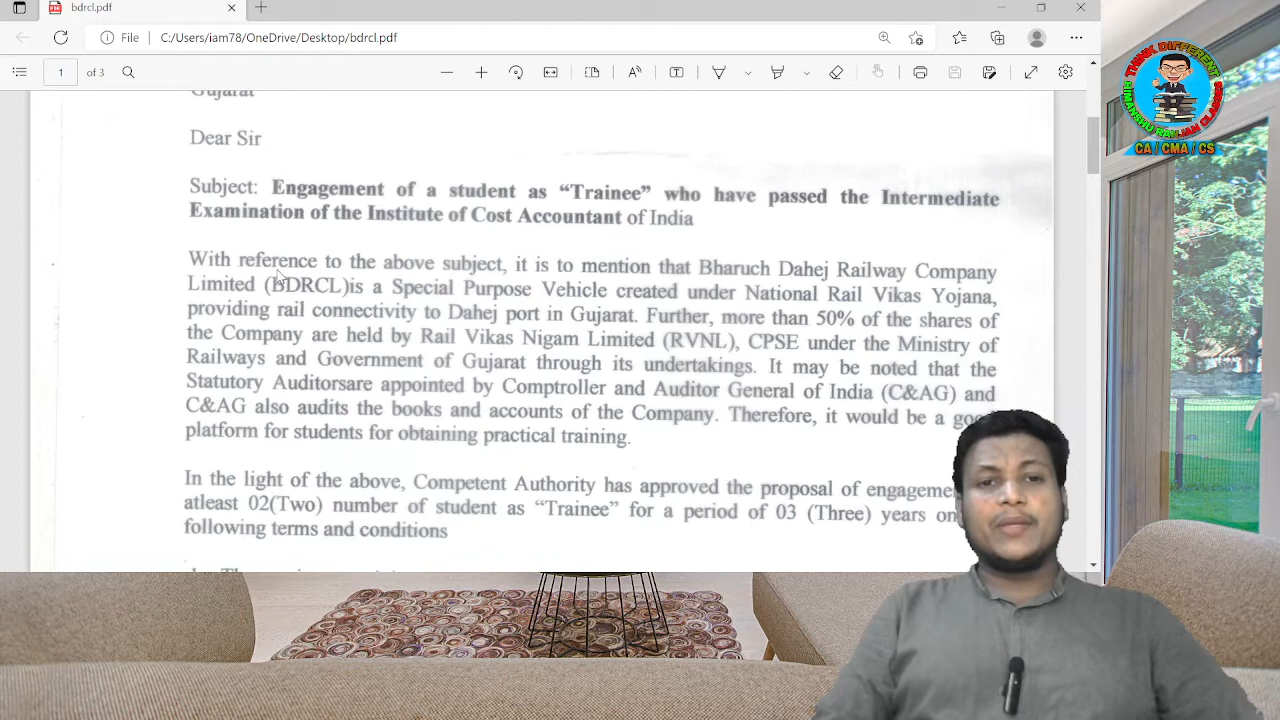 bdrcl.pdf
File
C:/Users/iam78/OneDrive/Desktop/bdrcl.pdf
1 of 3
Gujarat
Dear Sir
Subject: Engagement of a student as “Trainee” who have passed the Intermediate
Examination of the Institute of Cost Accountant of India
With reference to the above subject, it is to mention that Bharuch Dahej Railway Company
Limited (BDRCL)is a Special Purpose Vehicle created under National Rail Vikas Yojana,
providing rail connectivity to Dahej port in Gujarat. Further, more than 50% of the shares of
the Company are held by Rail Vikas Nigam Limited (RVNL), CPSE under the Ministry of
Railways and Government of Gujarat through its undertakings. It may be noted that the
Statutory Auditorsare appointed by Comptroller and Auditor General of India (C&AG) and
C&AG also audits the books and accounts of the Company. Therefore, it would be a
platform for students for obtaining practical training.
In the light of the above, Competent Authority has approved the proposal of
atleast 02(Two) number of student as “Trainee” for a period of 03 (Three) years
following terms and conditions
THINK DIFFERENT
CLASSES
CA / CMA / CS